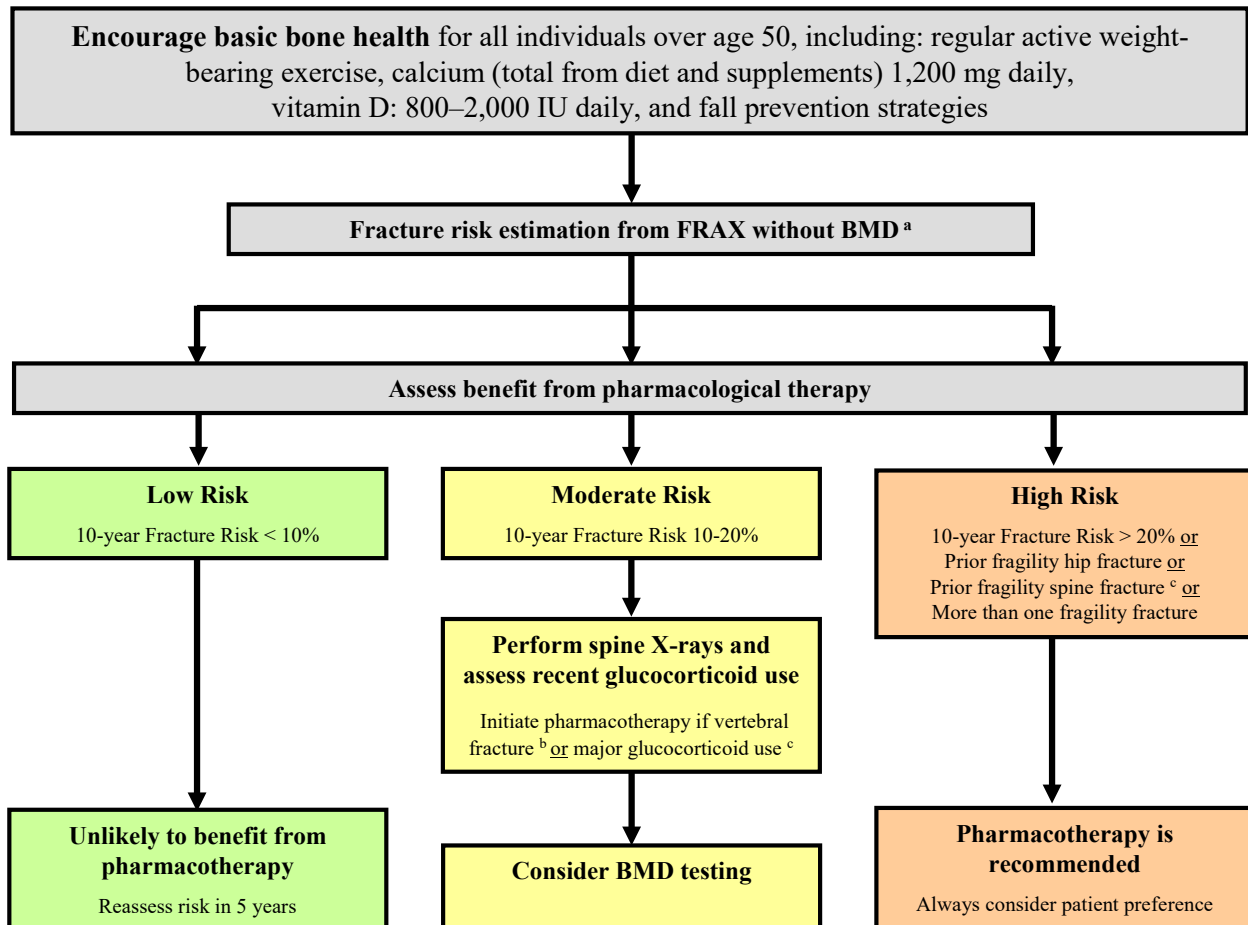 Encourage basic bone health for all individuals over age 50, including: regular active weight-
bearing exercise, calcium (total from diet and supplements) 1,200 mg daily,
vitamin D: 800–2,000 IU daily, and fall prevention strategies
Fracture risk estimation from FRAX without BMD a
Assess benefit from pharmacological therapy
Low Risk
10-year Fracture Risk < 10%
Moderate Risk
10-year Fracture Risk 10-20%
High Risk
10-year Fracture Risk > 20% or
Prior fragility hip fracture or
Prior fragility spine fracture c or
More than one fragility fracture
Perform spine X-rays and
assess recent glucocorticoid use
Initiate pharmacotherapy if vertebral
fracture b or major glucocorticoid use c
Unlikely to benefit from
pharmacotherapy
Reassess risk in 5 years
Consider BMD testing
Pharmacotherapy is
recommended
Always consider patient preference